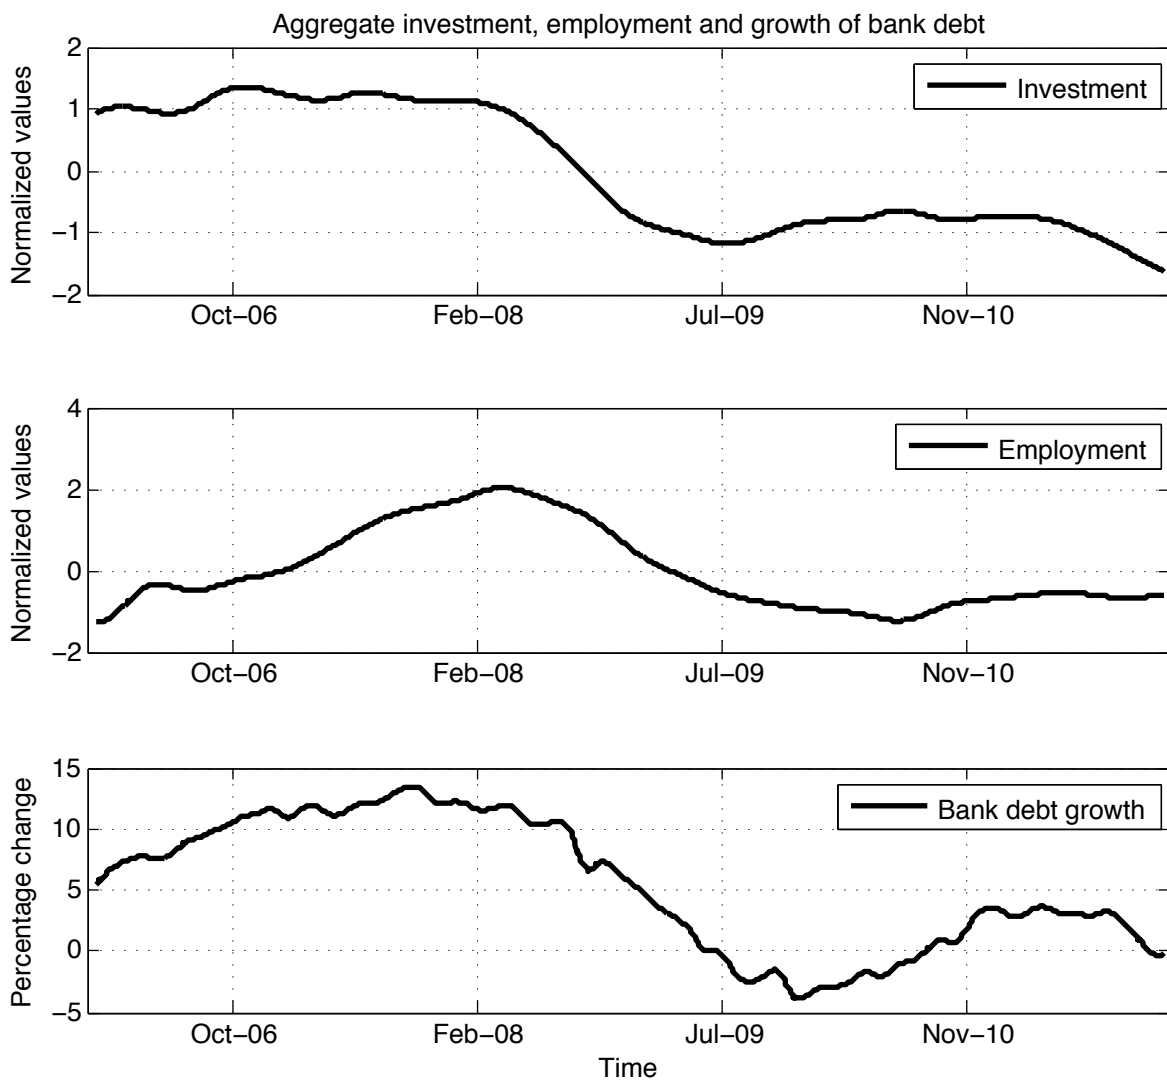 Aggregate investment, employment and growth of bank debt
Normalized values
2
1
0
−1
−2
Investment
Oct−06 Feb−08 Jul−09 Nov−10
Normalized values
4
2
0
−2
Employment
Oct−06 Feb−08 Jul−09 Nov−10
Percentage change
15
10
5
0
−5
Bank debt growth
Oct−06 Feb−08 Jul−09 Nov−10
Time